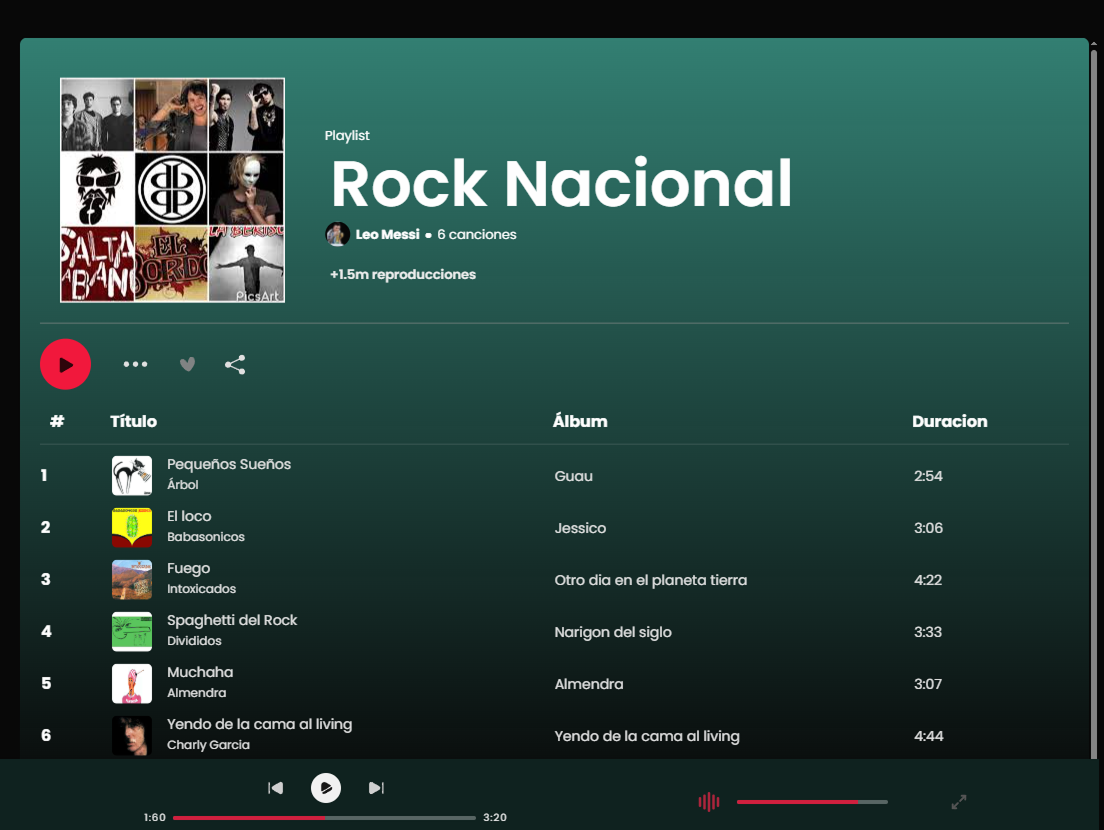 Playlist
Rock Nacional
Leo Messi • 6 canciones
+1.5m reproducciones
SALTA
LA BANCA
EL
BORDO
LA BERISO
PicsArt
# Título Álbum Duracion
1 Pequeños Sueños Guau 2:54
Árbol
2 El loco Jessico 3:06
Babasonicos
3 Fuego Otro dia en el planeta tierra 4:22
Intoxicados
4 Spaghetti del Rock Narigon del siglo 3:33
Divididos
5 Muchaha Almendra 3:07
Almendra
6 Yendo de la cama al living Yendo de la cama al living 4:44
Charly Garcia
1:60 3:20